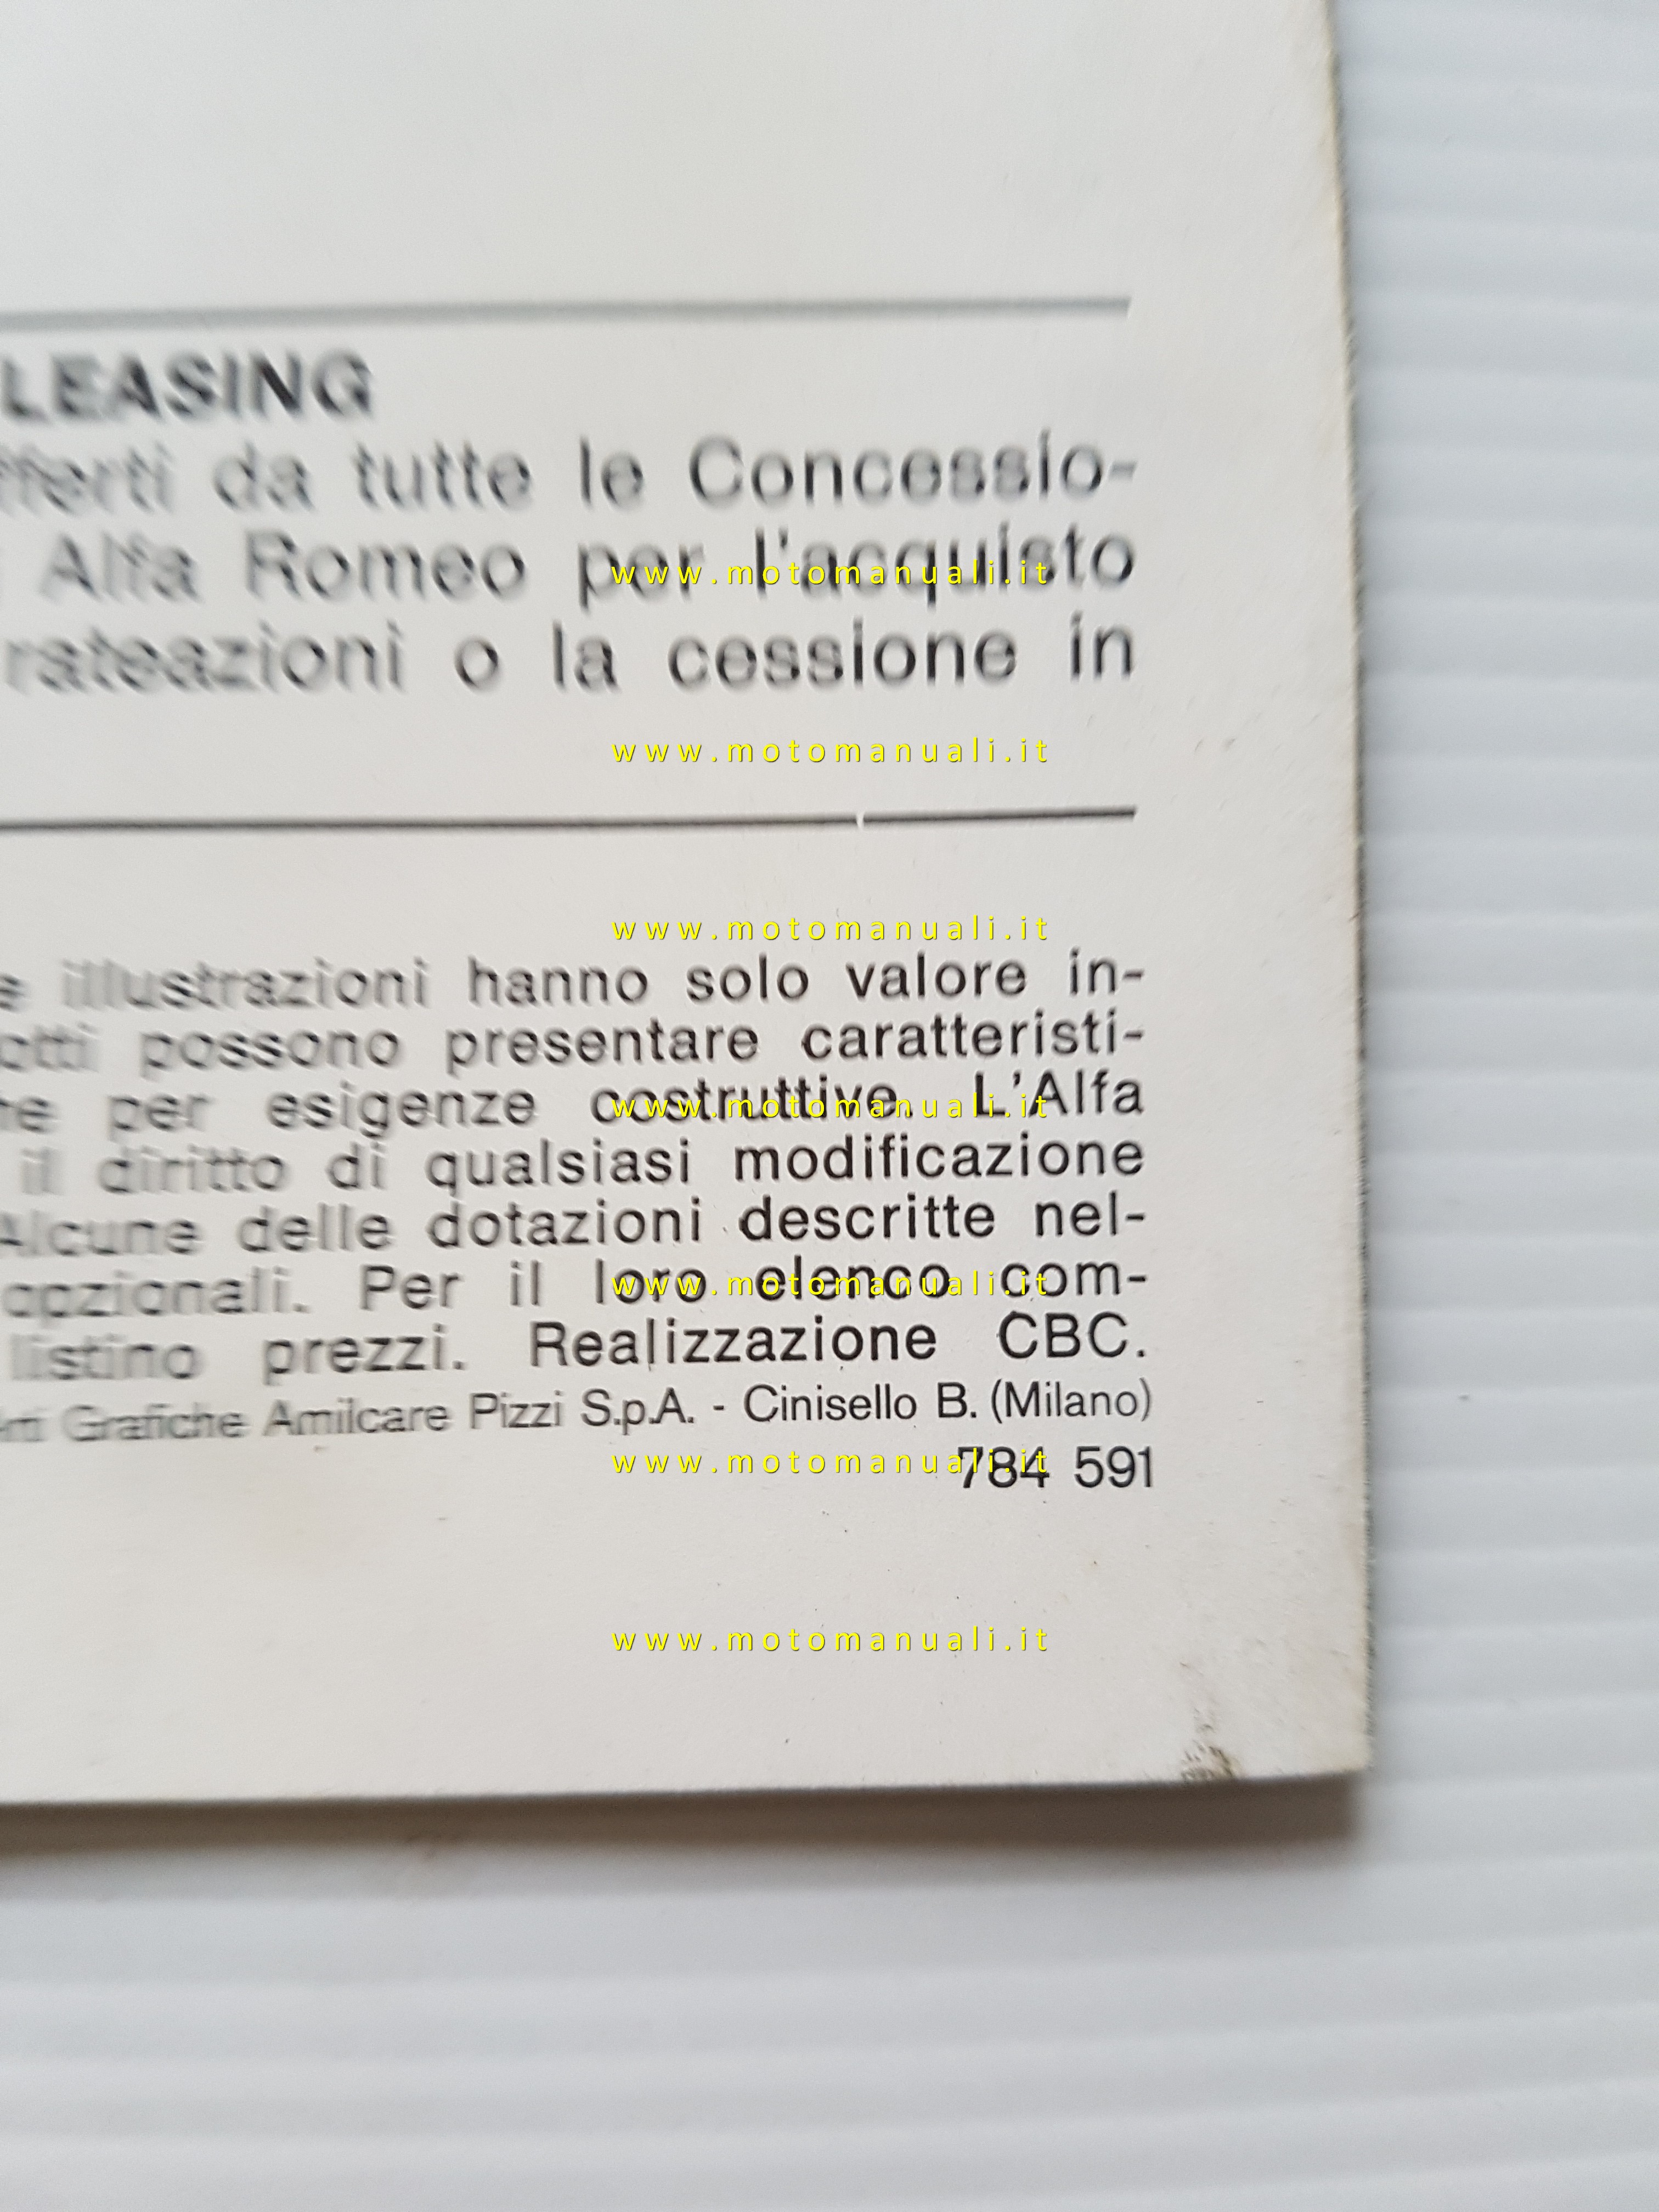 LEASING
da tutte le Concessio-
Alfa Romeo per l'acquisto
rateazioni o la cessione in
www.motomanuali.it
www.motomanuali.it
www.motomanuali.it
illustrazioni hanno solo valore in-
possono presentare caratteristi-
per esigenze costruttive. L'Alfa
www.motomanuali.it
il diritto di qualsiasi modificazione
Alcune delle dotazioni descritte nel-
opzionali. Per il loro elenco com-
www.motomanuali.it
listino prezzi. Realizzazione CBC.
Grafiche Amilcare Pizzi S.p.A. - Cinisello B. (Milano)
784 591
www.motomanuali.it
www.motomanuali.it